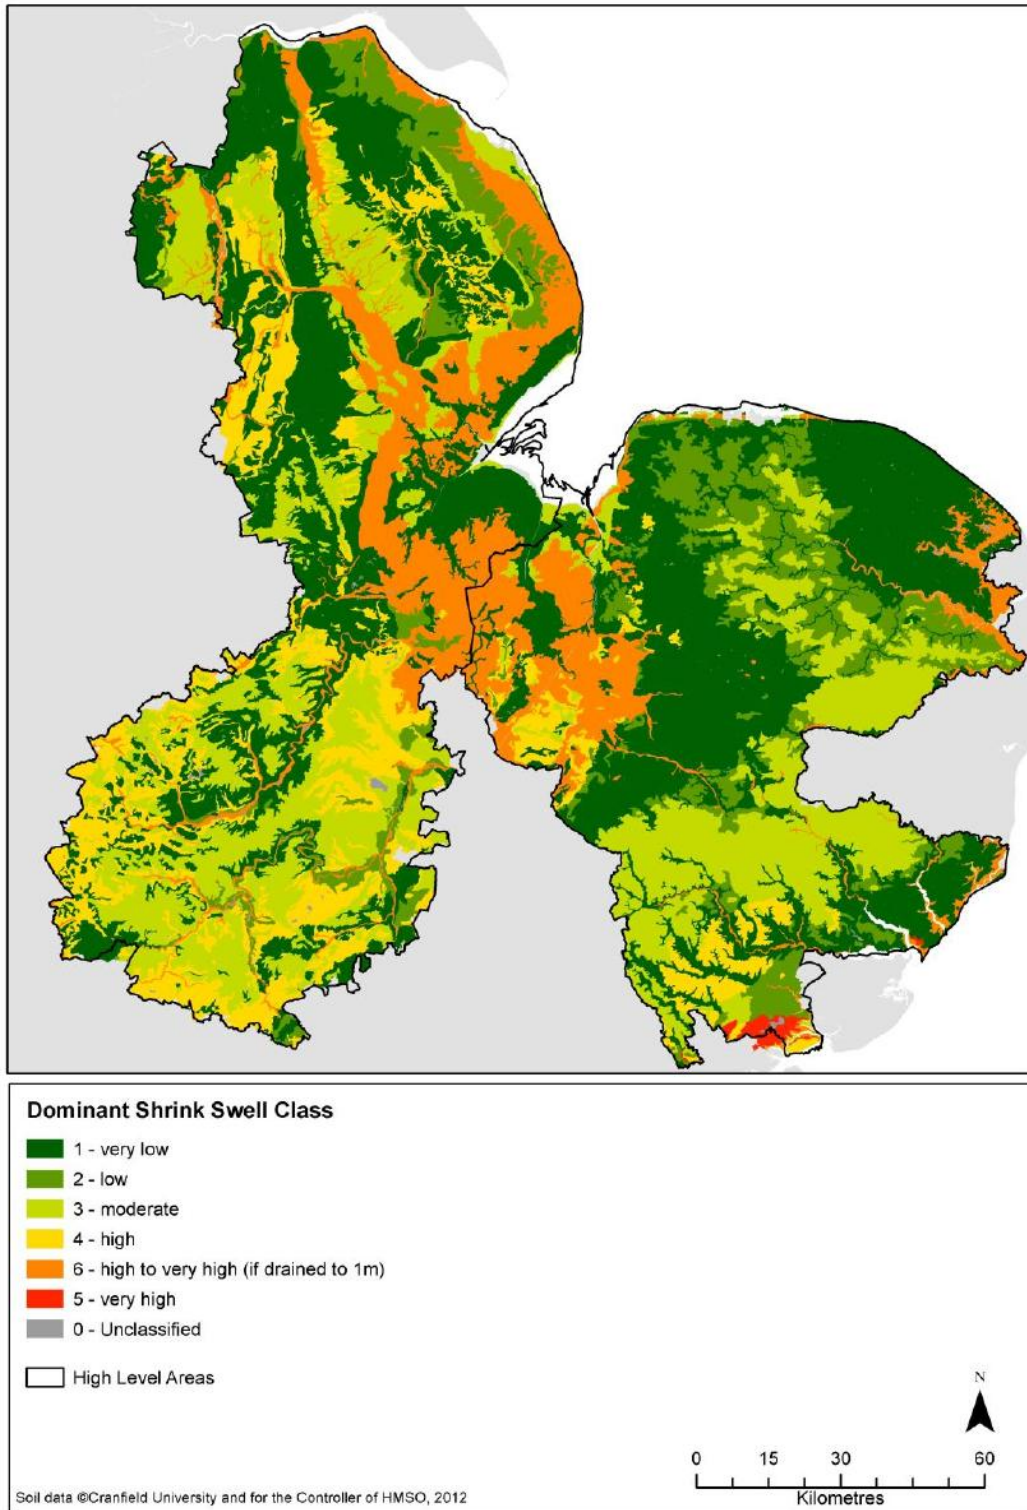 Dominant Shrink Swell Class
1 - very low
2 - low
3 - moderate
4 - high
6 - high to very high (if drained to 1m)
5 - very high
0 - Unclassified
High Level Areas
N
0 15 30 60
Kilometres
Soil data ©Cranfield University and for the Controller of HMSO, 2012